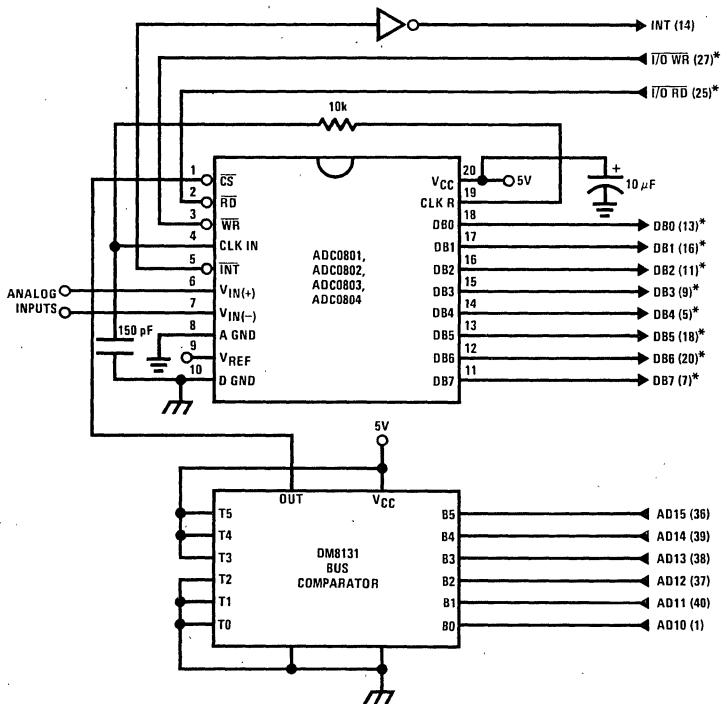 INT (14)
I/O WR (27)*
I/O RD (25)*
10k
1 CS
2 RD
3 WR
4 CLK IN
5 INT
6 VIN(+)
7 VIN(−)
8 A GND
9 VREF
10 D GND
ANALOG
INPUTS
150 pF
ADC0801,
ADC0802,
ADC0803,
ADC0804
20 VCC 5V
+
10 μF
19 CLK R
18 DB0 DB0 (13)*
17 DB1 DB1 (16)*
16 DB2 DB2 (11)*
15 DB3 DB3 (9)*
14 DB4 DB4 (5)*
13 DB5 DB5 (18)*
12 DB6 DB6 (20)*
11 DB7 DB7 (7)*
5V
OUT VCC
T5
T4
T3
T2
T1
T0
DM8131
BUS
COMPARATOR
B5 AD15 (36)
B4 AD14 (39)
B3 AD13 (38)
B2 AD12 (37)
B1 AD11 (40)
B0 AD10 (1)